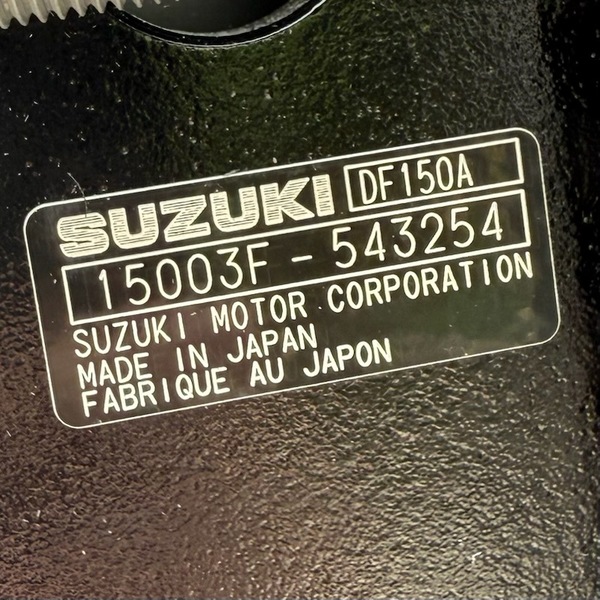 SUZUKI DF150A
15003F - 543254
SUZUKI MOTOR CORPORATION
MADE IN JAPAN
FABRIQUE AU JAPON